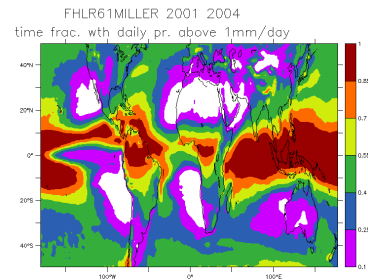 FHLR61MILLER 2001 2004
time frac. wth daily pr. above 1mm/day
40°N
20°N
0°
20°S
40°S
100°W
0°
100°E
1
0.85
0.7
0.55
0.4
0.25
0.1